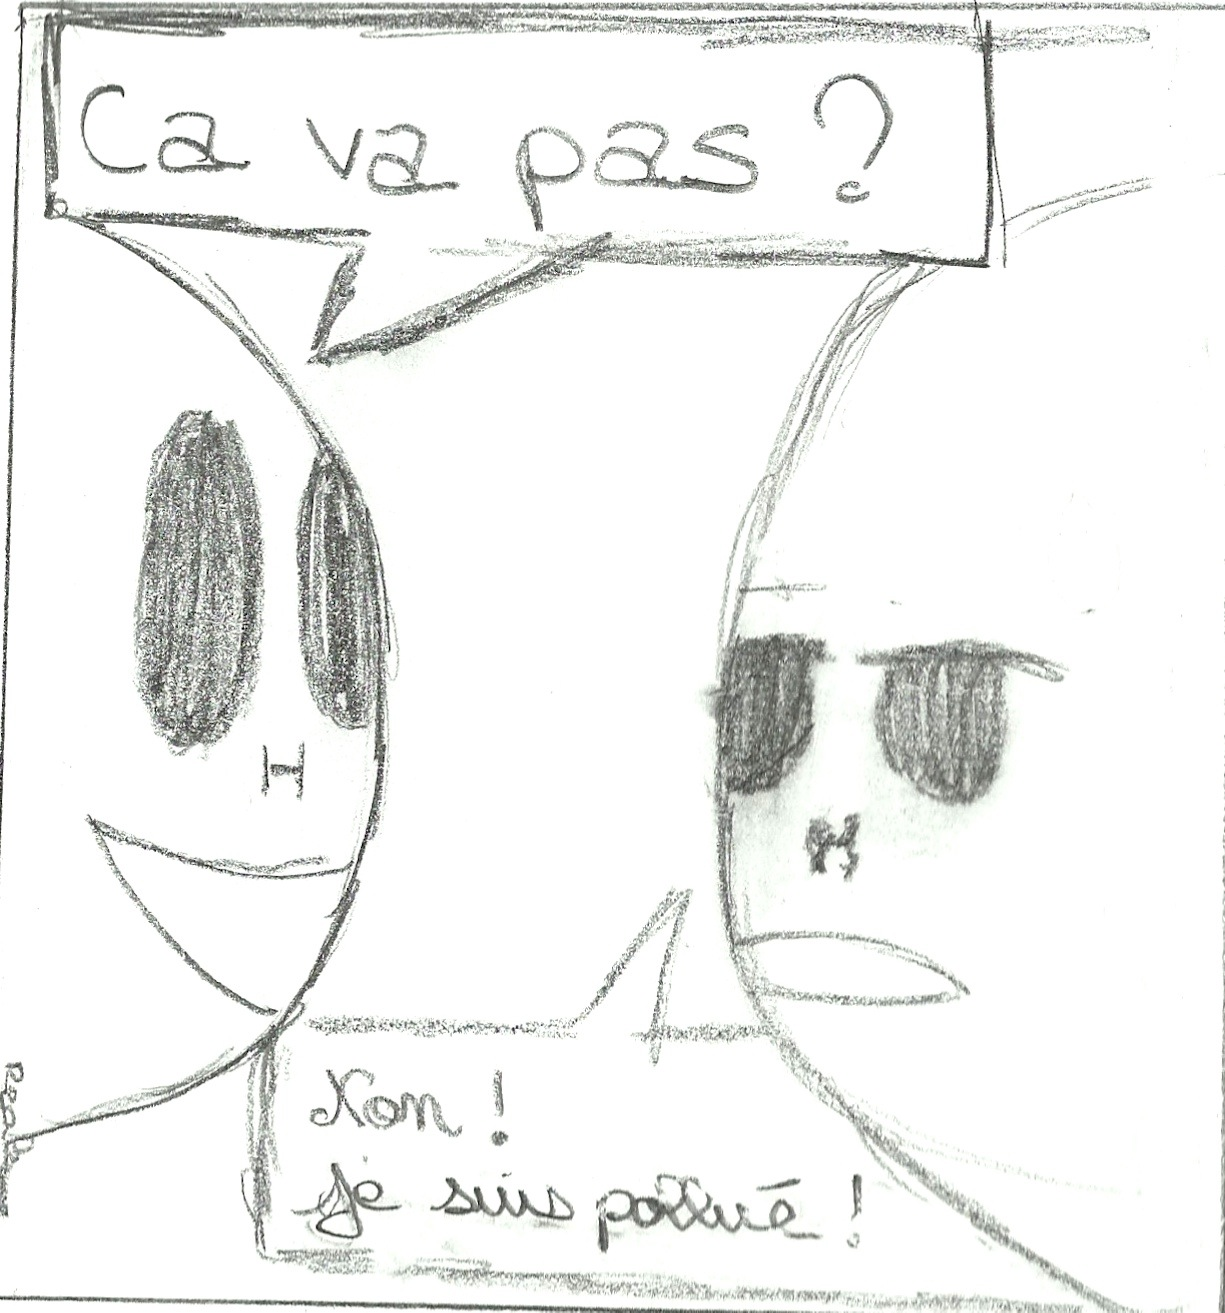 Ca va pas ?
H
H
Non !
Je suis pollué !